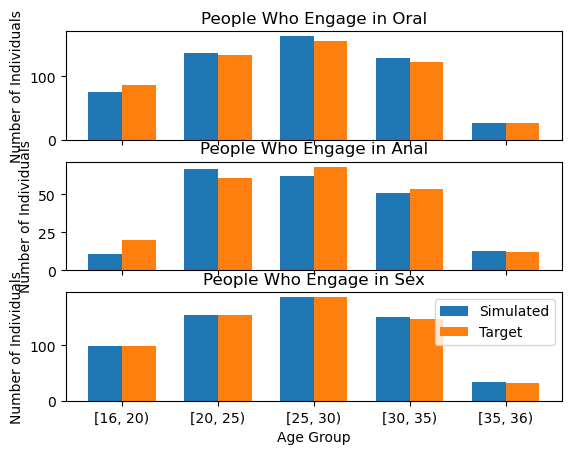 People Who Engage in Oral
Number of Individuals
100
0
People Who Engage in Anal
Number of Individuals
50
25
0
People Who Engage in Sex
Number of Individuals
100
0
Simulated
Target
[16, 20)
[20, 25)
[25, 30)
[30, 35)
[35, 36)
Age Group